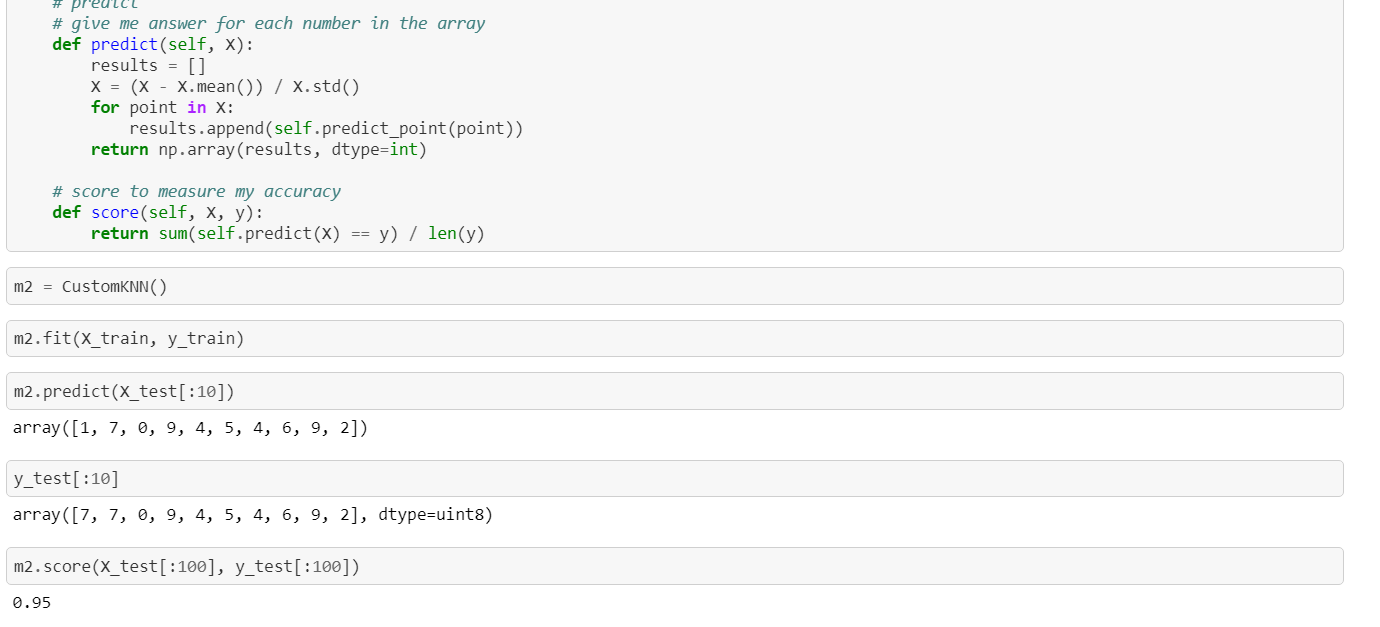 # predict
# give me answer for each number in the array
def predict(self, X):
results = []
X = (X - X.mean()) / X.std()
for point in X:
results.append(self.predict_point(point))
return np.array(results, dtype=int)
# score to measure my accuracy
def score(self, X, y):
return sum(self.predict(X) == y) / len(y)
m2 = CustomKNN()
m2.fit(X_train, y_train)
m2.predict(X_test[:10])
array([1, 7, 0, 9, 4, 5, 4, 6, 9, 2])
y_test[:10]
array([7, 7, 0, 9, 4, 5, 4, 6, 9, 2], dtype=uint8)
m2.score(X_test[:100], y_test[:100])
0.95